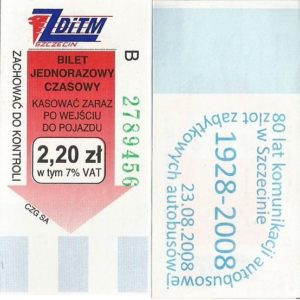 ZDiTM
SZCZECIN
BILET
JEDNORAZOWY
CZASOWY
KASOWAĆ ZARAZ
PO WEJŚCIU
DO POJAZDU
2,20 zł
w tym 7% VAT
ZACHOWAĆ DO KONTROLI
CZG SA
B
2789456
80 lat komunikacji autobusowej
w Szczecinie
zlot zabytkowych autobusów
1928-2008
23.08.2008